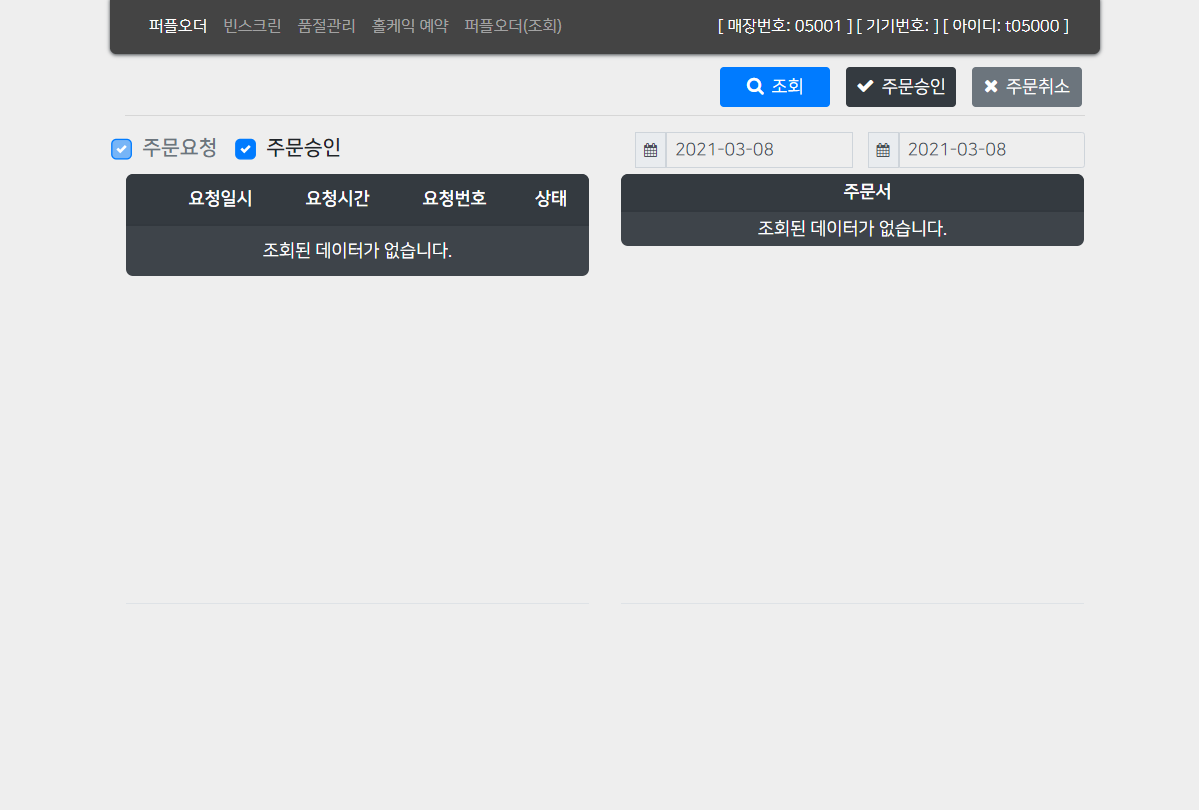 퍼플오더 빈스크린 품절관리 홀케익 예약 퍼플오더(조회) [ 매장번호: 05001 ] [ 기기번호: ] [ 아이디: t05000 ]
조회 주문승인 주문취소
주문요청 주문승인 2021-03-08 2021-03-08
요청일시 요청시간 요청번호 상태
조회된 데이터가 없습니다.
주문서
조회된 데이터가 없습니다.